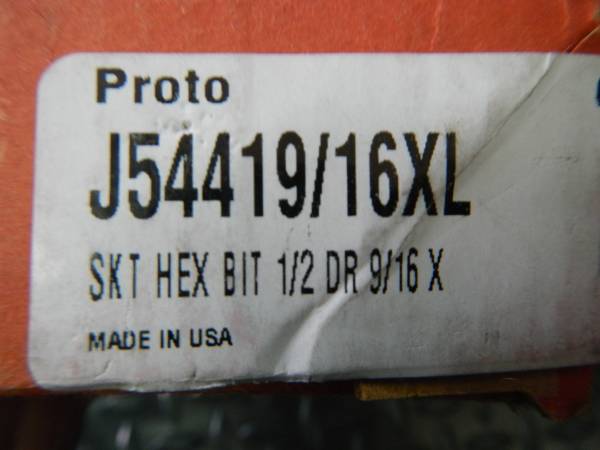 Proto
J54419/16XL
SKT HEX BIT 1/2 DR 9/16 X
MADE IN USA